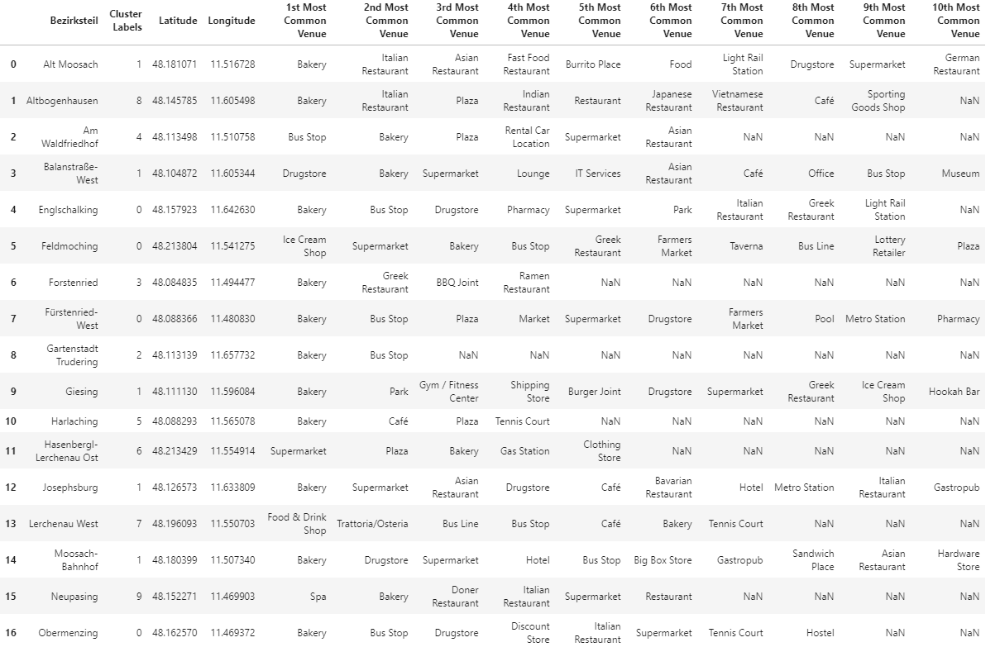 Bezirksteil Cluster Labels Latitude Longitude 1st Most Common Venue 2nd Most Common Venue 3rd Most Common Venue 4th Most Common Venue 5th Most Common Venue 6th Most Common Venue 7th Most Common Venue 8th Most Common Venue 9th Most Common Venue 10th Most Common Venue
0 Alt Moosach 1 48.181071 11.516728 Bakery Italian Restaurant Asian Restaurant Fast Food Restaurant Burrito Place Food Light Rail Station Drugstore Supermarket German Restaurant
1 Altbogenhausen 8 48.145785 11.605498 Bakery Italian Restaurant Plaza Indian Restaurant Restaurant Japanese Restaurant Vietnamese Restaurant Café Sporting Goods Shop NaN
2 Am Waldfriedhof 4 48.113498 11.510758 Bus Stop Bakery Plaza Rental Car Location Supermarket Asian Restaurant NaN NaN NaN NaN
3 Balanstraße-West 1 48.104872 11.605344 Drugstore Bakery Supermarket Lounge IT Services Asian Restaurant Café Office Bus Stop Museum
4 Englschalking 0 48.157923 11.642630 Bakery Bus Stop Drugstore Pharmacy Supermarket Park Italian Restaurant Greek Restaurant Light Rail Station NaN
5 Feldmoching 0 48.213804 11.541275 Ice Cream Shop Supermarket Bakery Bus Stop Greek Restaurant Farmers Market Taverna Bus Line Lottery Retailer Plaza
6 Forstenried 3 48.084835 11.494477 Bakery Greek Restaurant BBQ Joint Ramen Restaurant NaN NaN NaN NaN NaN NaN
7 Fürstenried-West 0 48.088366 11.480830 Bakery Bus Stop Plaza Market Supermarket Drugstore Farmers Market Pool Metro Station Pharmacy
8 Gartenstadt Trudering 2 48.113139 11.657732 Bakery Bus Stop NaN NaN NaN NaN NaN NaN NaN NaN
9 Giesing 1 48.111130 11.596084 Bakery Park Gym / Fitness Center Shipping Store Burger Joint Drugstore Supermarket Greek Restaurant Ice Cream Shop Hookah Bar
10 Harlaching 5 48.088293 11.565078 Bakery Café Plaza Tennis Court NaN NaN NaN NaN NaN NaN
11 Hasenbergl-Lerchenau Ost 6 48.213429 11.554914 Supermarket Plaza Bakery Gas Station Clothing Store NaN NaN NaN NaN NaN
12 Josephsburg 1 48.126573 11.633809 Bakery Supermarket Asian Restaurant Drugstore Café Bavarian Restaurant Hotel Metro Station Italian Restaurant Gastropub
13 Lerchenau West 7 48.196093 11.550703 Food & Drink Shop Trattoria/Osteria Bus Line Bus Stop Café Bakery Tennis Court NaN NaN NaN
14 Moosach-Bahnhof 1 48.180399 11.507340 Bakery Drugstore Supermarket Hotel Bus Stop Big Box Store Gastropub Sandwich Place Asian Restaurant Hardware Store
15 Neupasing 9 48.152271 11.469903 Spa Bakery Doner Restaurant Italian Restaurant Supermarket Restaurant NaN NaN NaN NaN
16 Obermenzing 0 48.162570 11.469372 Bakery Bus Stop Drugstore Discount Store Italian Restaurant Supermarket Tennis Court Hostel NaN NaN